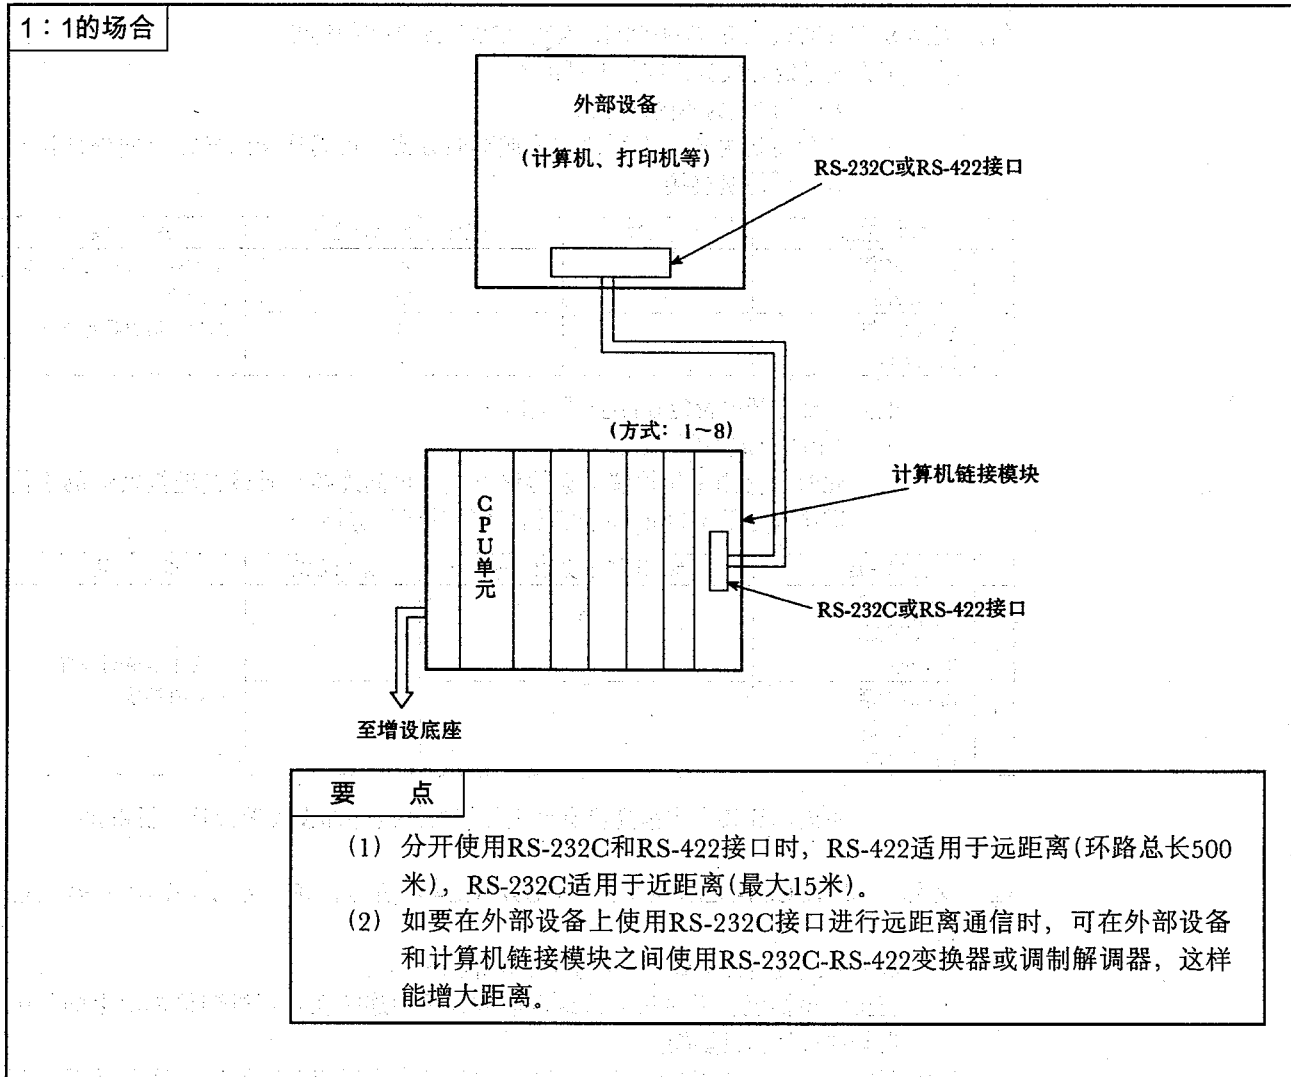 1：1的场合
外部设备
(计算机、打印机等)
RS-232C或RS-422接口
(方式：1～8)
计算机链接模块
CPU单元
RS-232C或RS-422接口
至增设底座
要 点
(1) 分开使用RS-232C和RS-422接口时，RS-422适用于远距离(环路总长500
米)，RS-232C适用于近距离(最大15米)。
(2) 如要在外部设备上使用RS-232C接口进行远距离通信时，可在外部设备
和计算机链接模块之间使用RS-232C-RS-422变换器或调制解调器，这样
能增大距离。